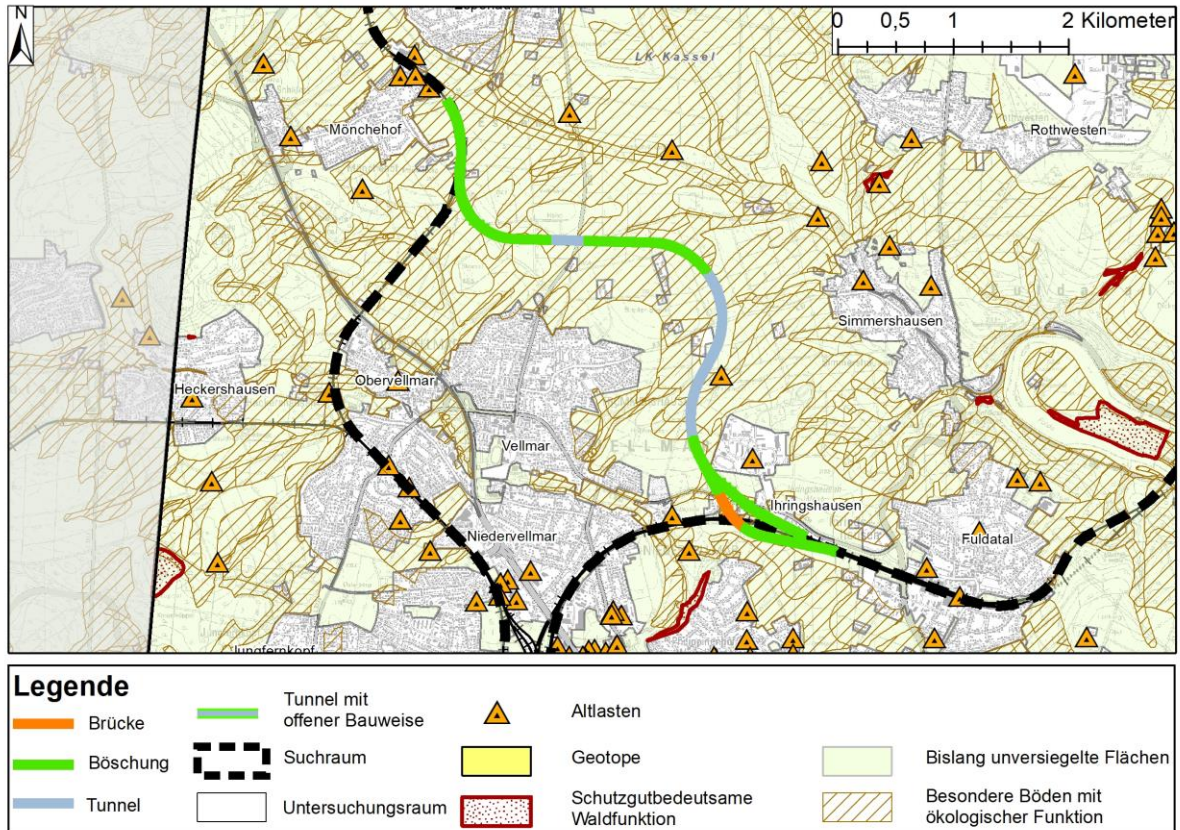 N
0 0,5 1 2 Kilometer
LK Kassel
Mönchehof
Rothwesten
Simmershausen
Heckershausen
Obervellmar
Vellmar
Ihringshausen
Niedervellmar
Fuldatal
Jungfernkopf
Legende
Brücke
Böschung
Tunnel
Tunnel mit
offener Bauweise
Suchraum
Untersuchungsraum
Altlasten
Geotope
Schutzgutbedeutsame
Waldfunktion
Bislang unversiegelte Flächen
Besondere Böden mit
ökologischer Funktion